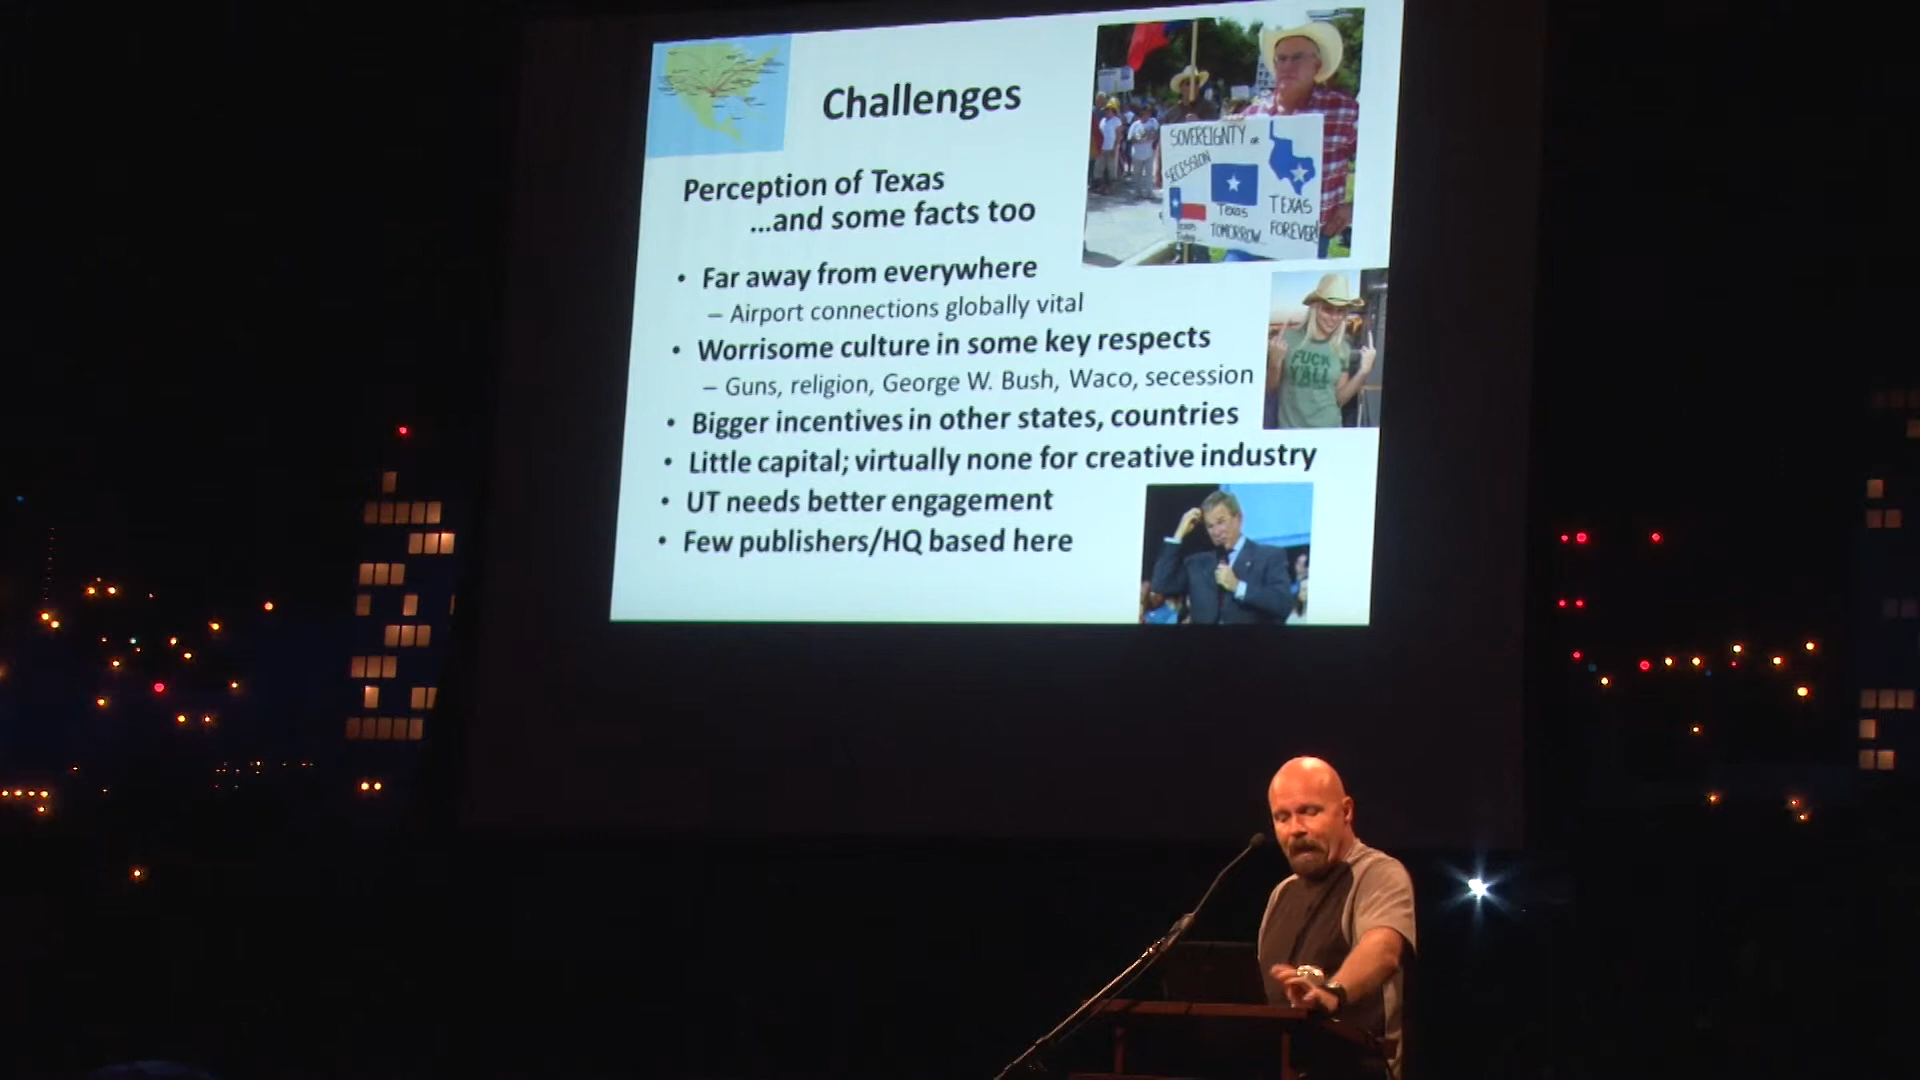 Challenges
Perception of Texas
...and some facts too
• Far away from everywhere
– Airport connections globally vital
• Worrisome culture in some key respects
– Guns, religion, George W. Bush, Waco, secession
• Bigger incentives in other states, countries
• Little capital; virtually none for creative industry
• UT needs better engagement
• Few publishers/HQ based here
SOVEREIGNTY or
SECESSION
Texas
Today...
Texas
TOMORROW...
TEXAS
FOREVER!
FUCK
Y'ALL